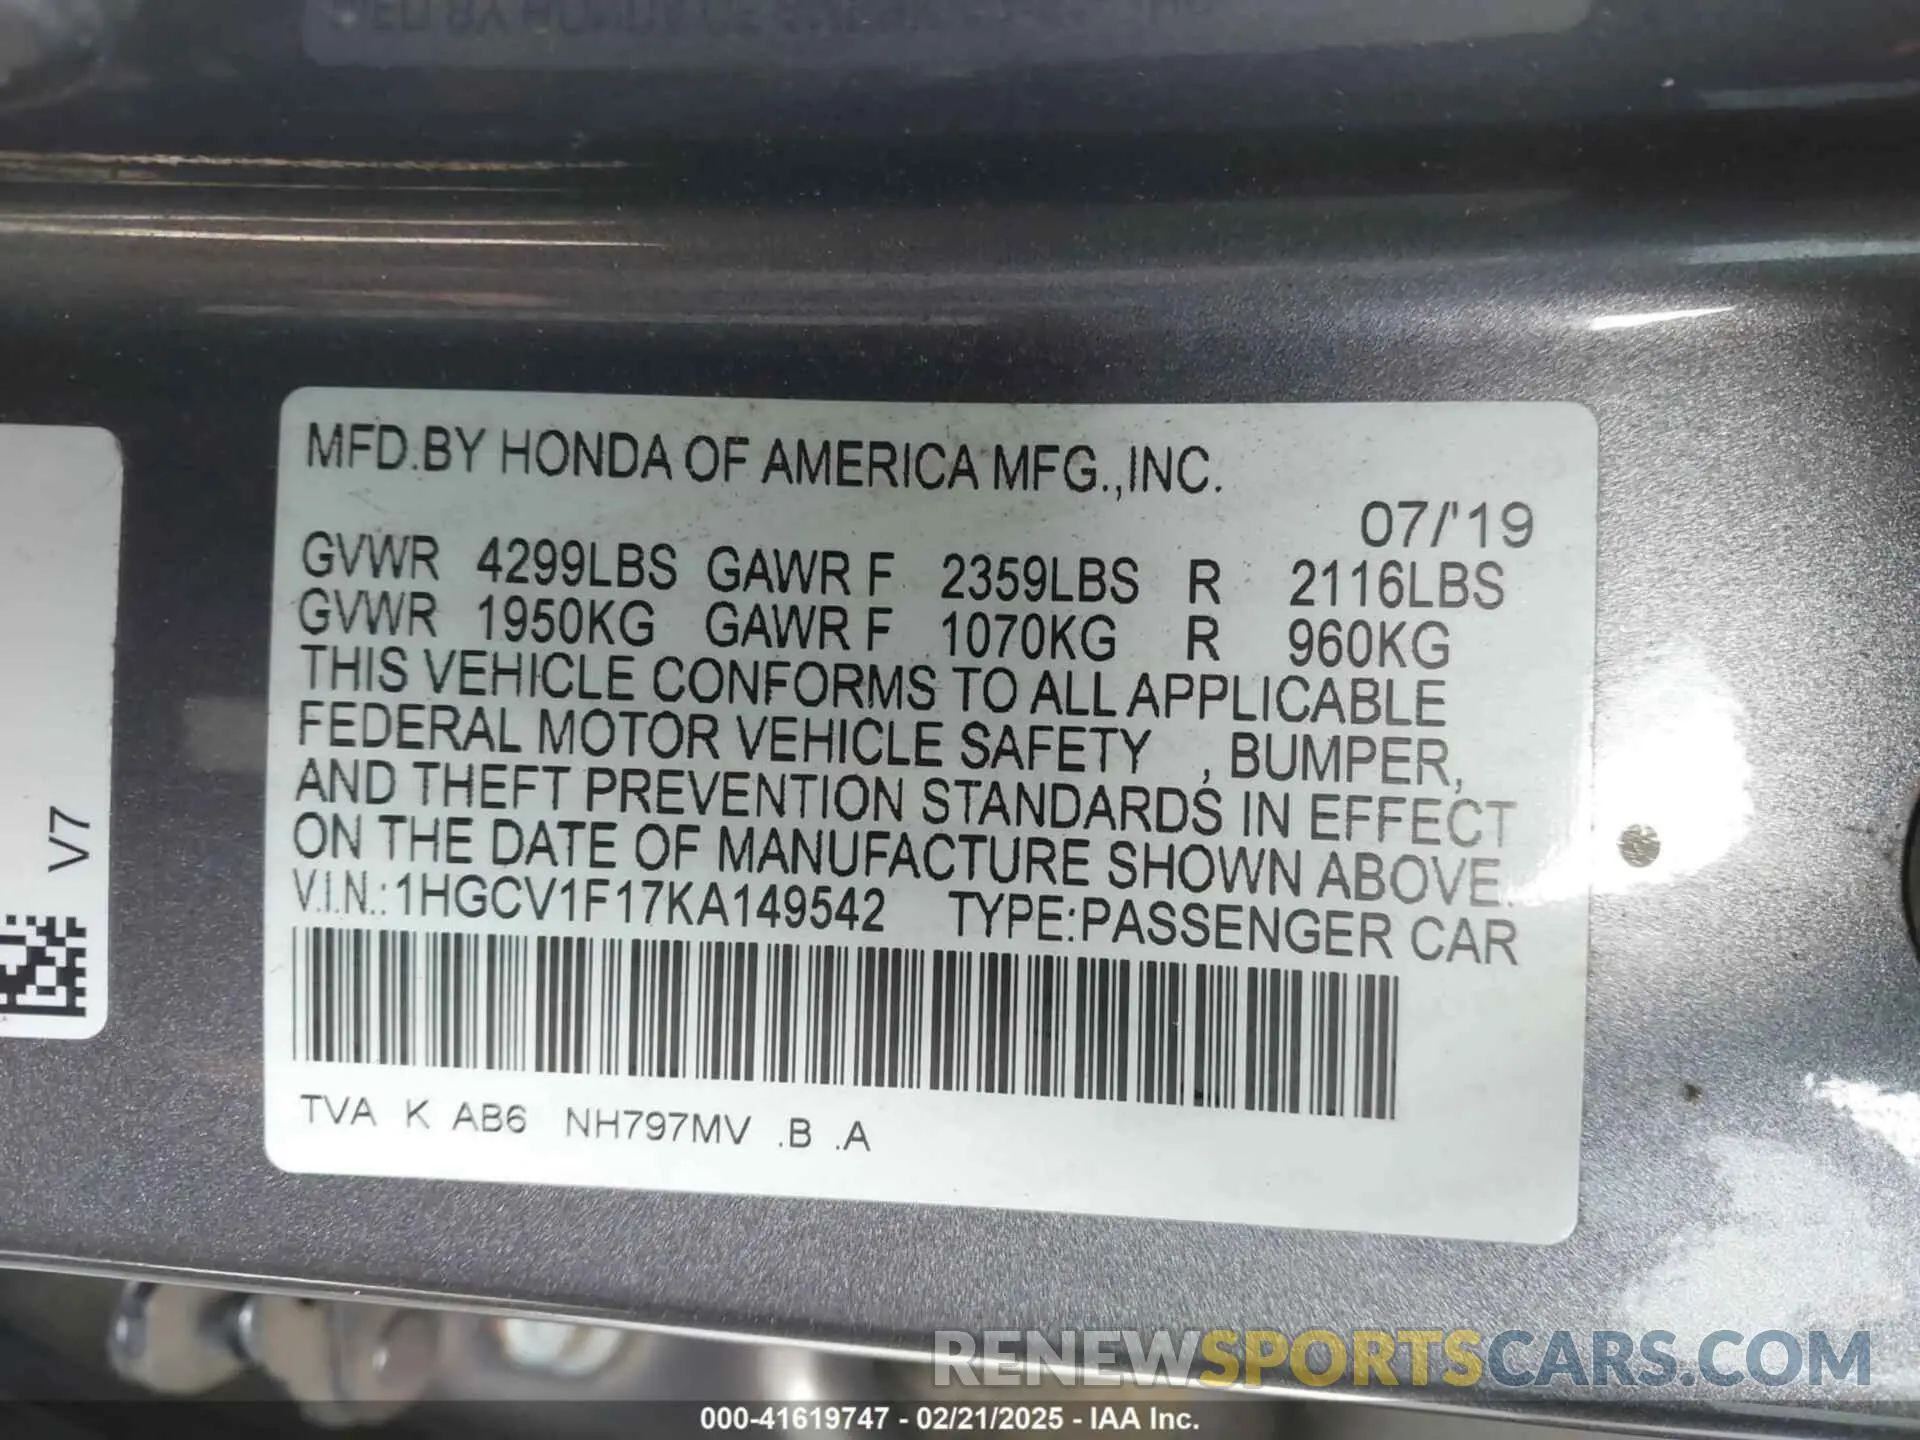 MFD.BY HONDA OF AMERICA MFG.,INC.
07/'19
GVWR 4299LBS GAWR F 2359LBS R 2116LBS
GVWR 1950KG GAWR F 1070KG R 960KG
THIS VEHICLE CONFORMS TO ALL APPLICABLE
FEDERAL MOTOR VEHICLE SAFETY , BUMPER,
AND THEFT PREVENTION STANDARDS IN EFFECT
ON THE DATE OF MANUFACTURE SHOWN ABOVE.
V.I.N.:1HGCV1F17KA149542 TYPE:PASSENGER CAR
TVA K AB6 NH797MV .B .A
V7
RENEWSPORTSCARS.COM
000-41619747 - 02/21/2025 - IAA Inc.